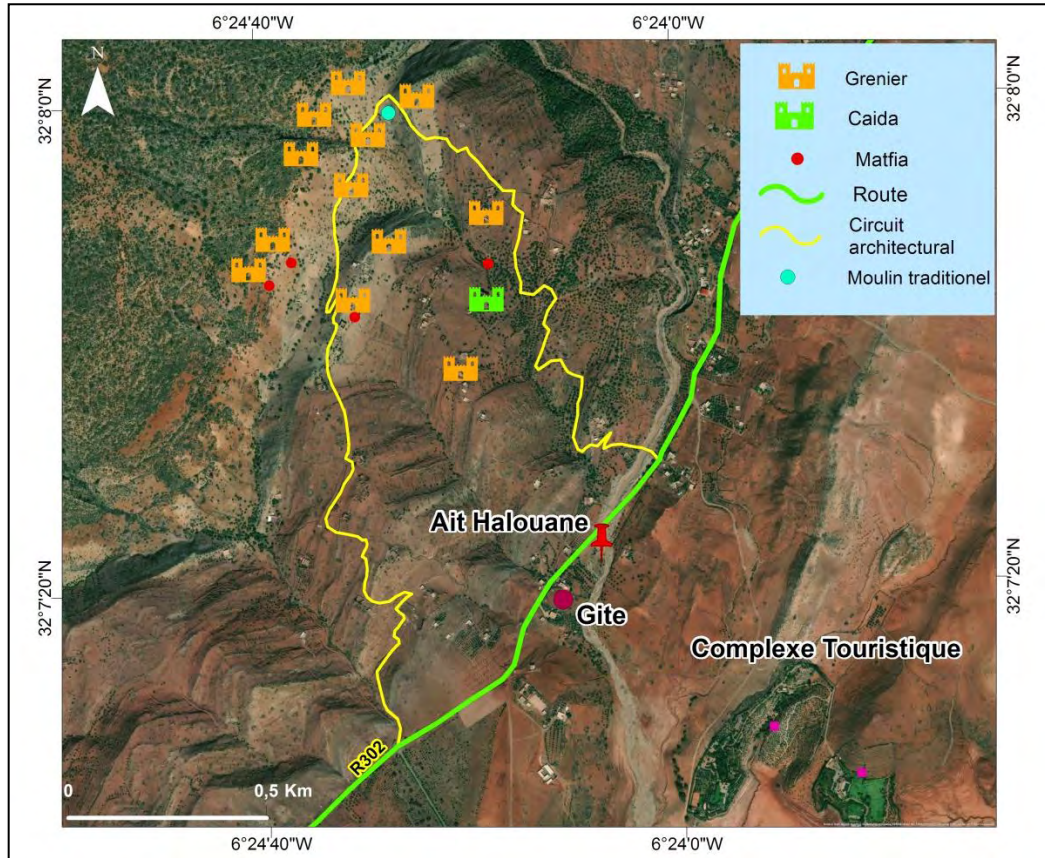 6°24'40"W
6°24'0"W
N
32°8'0"N
32°8'0"N
Grenier
Caida
Matfia
Route
Circuit
architectural
Moulin traditionel
Ait Halouane
32°7'20"N
32°7'20"N
Gite
Complexe Touristique
R302
0
0,5 Km
6°24'40"W
6°24'0"W